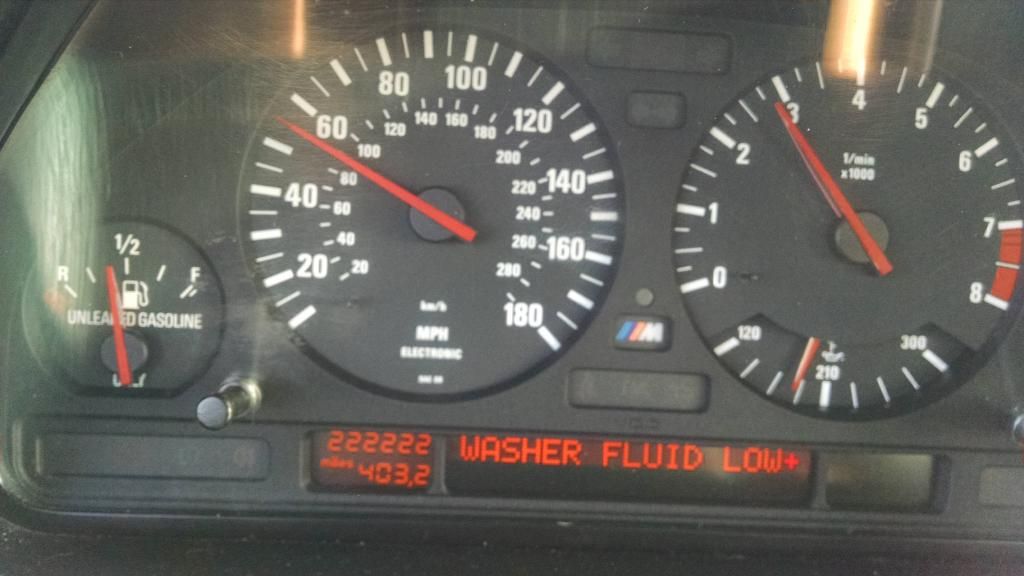 R 1/2 F
UNLEADED GASOLINE
20 40 60 80 100 120 140 160 180
20 40 60 80 100 120 140 160 180 200 220 240 260 280
km/h
MPH
ELECTRONIC
M
0 1 2 3 4 5 6 7 8
1/min
x1000
120 210 300
222222
miles 403,2
WASHER FLUID LOW+